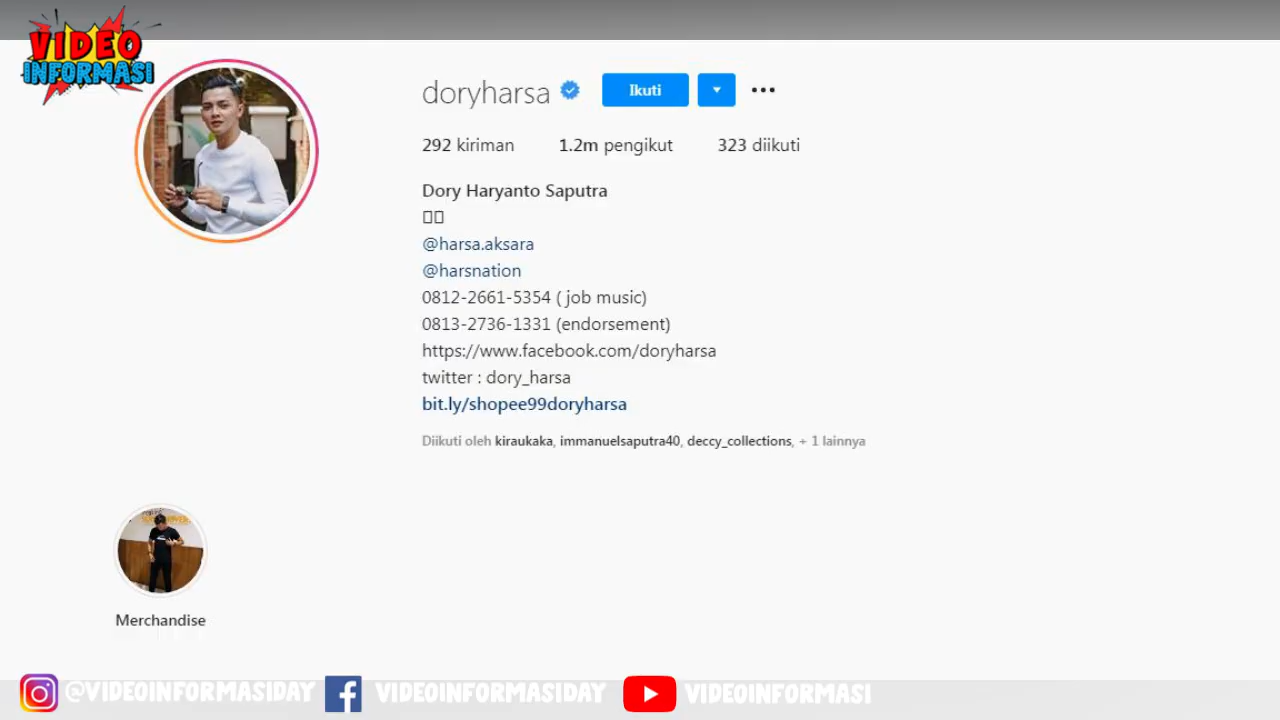 VIDEO
INFORMASI
doryharsa
Ikuti
292 kiriman 1.2m pengikut 323 diikuti
Dory Haryanto Saputra
@harsa.aksara
@harsnation
0812-2661-5354 ( job music)
0813-2736-1331 (endorsement)
https://www.facebook.com/doryharsa
twitter : dory_harsa
bit.ly/shopee99doryharsa
Diikuti oleh kiraukaka, immanuelsaputra40, deccy_collections, + 1 lainnya
Merchandise
@VIDEOINFORMASIDAY VIDEOINFORMASIDAY VIDEOINFORMASI